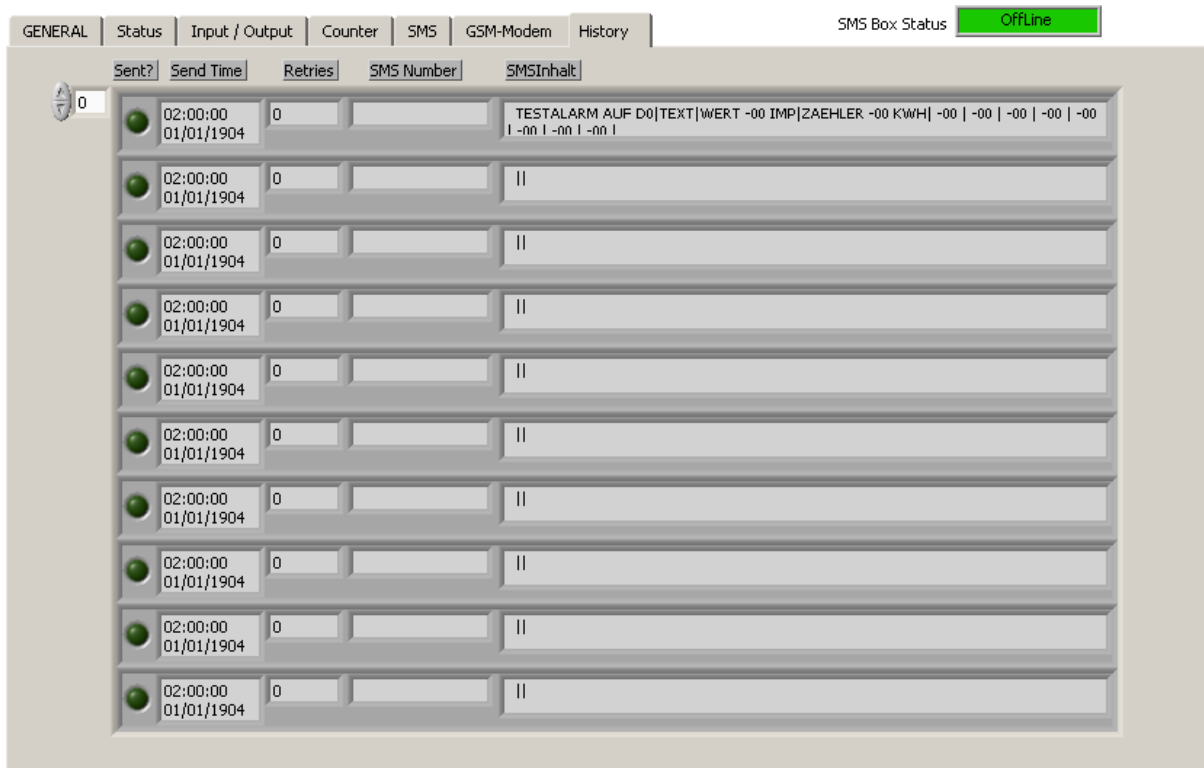 GENERAL Status Input / Output Counter SMS GSM-Modem History
SMS Box Status OffLine
Sent? Send Time Retries SMS Number SMSInhalt
0
02:00:00 0 TESTALARM AUF D0|TEXT|WERT -00 IMP|ZAEHLER -00 KWH| -00 | -00 | -00 | -00 | -00
01/01/1904 | -00 | -00 | -00 |
02:00:00 0 ||
01/01/1904
02:00:00 0 ||
01/01/1904
02:00:00 0 ||
01/01/1904
02:00:00 0 ||
01/01/1904
02:00:00 0 ||
01/01/1904
02:00:00 0 ||
01/01/1904
02:00:00 0 ||
01/01/1904
02:00:00 0 ||
01/01/1904
02:00:00 0 ||
01/01/1904